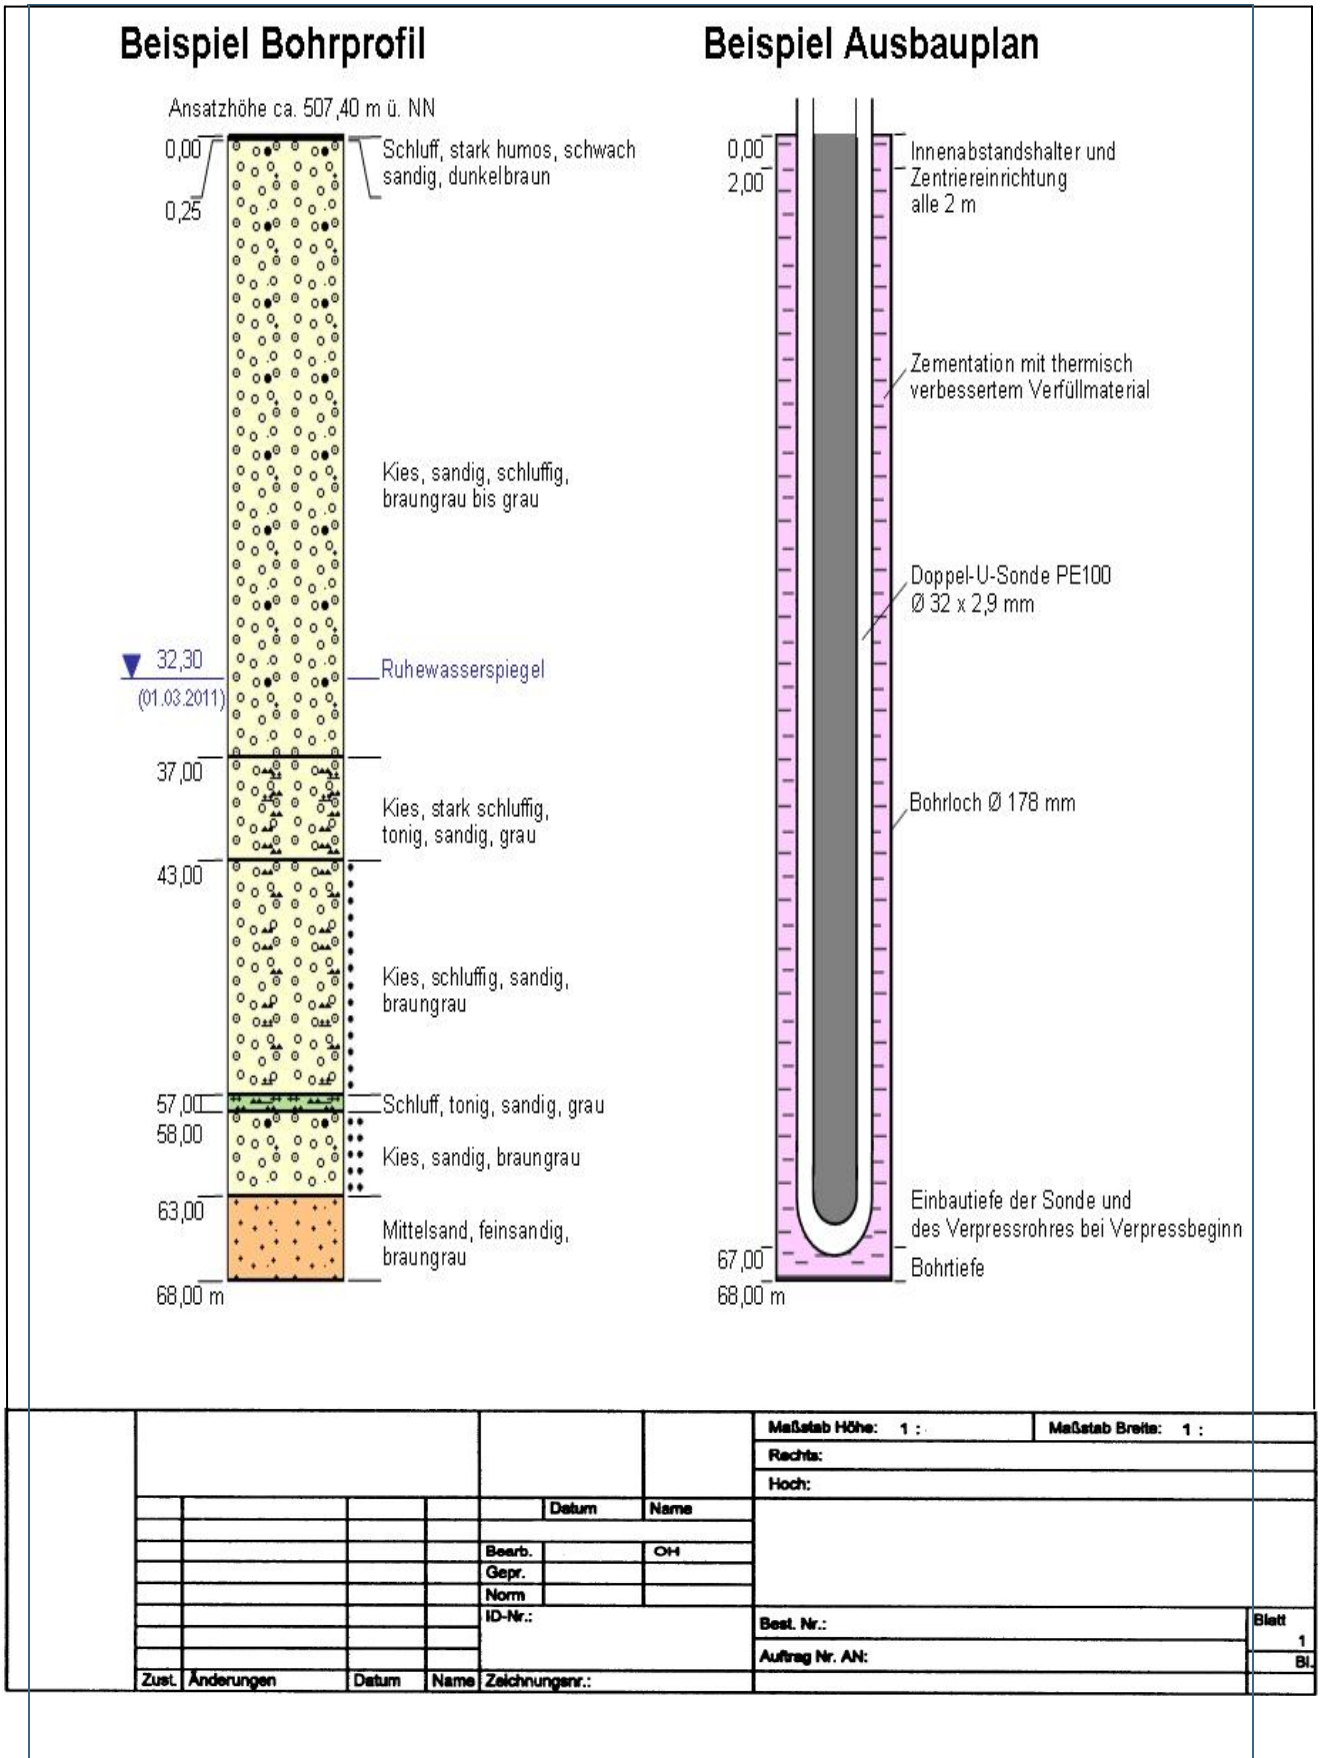 Beispiel Bohrprofil
Ansatzhöhe ca. 507,40 m ü. NN
0,00
0,25
Schluff, stark humos, schwach
sandig, dunkelbraun
Kies, sandig, schluffig,
braungrau bis grau
32,30
(01.03.2011)
Ruhewasserspiegel
37,00
Kies, stark schluffig,
tonig, sandig, grau
43,00
Kies, schluffig, sandig,
braungrau
57,00
Schluff, tonig, sandig, grau
58,00
Kies, sandig, braungrau
63,00
Mittelsand, feinsandig,
braungrau
68,00 m
Beispiel Ausbauplan
0,00
2,00
Innenabstandshalter und
Zentriereinrichtung
alle 2 m
Zementation mit thermisch
verbessertem Verfüllmaterial
Doppel-U-Sonde PE100
Ø 32 x 2,9 mm
Bohrloch Ø 178 mm
Einbautiefe der Sonde und
des Verpressrohres bei Verpressbeginn
67,00
Bohrtiefe
68,00 m
Maßstab Höhe: 1 :
Maßstab Breite: 1 :
Rechts:
Hoch:
Datum Name
Bearb. OH
Gepr.
Norm
ID-Nr.:
Best. Nr.:
Blatt
1
Auftrag Nr. AN:
Bl.
Zust. Änderungen Datum Name Zeichnungsnr.: